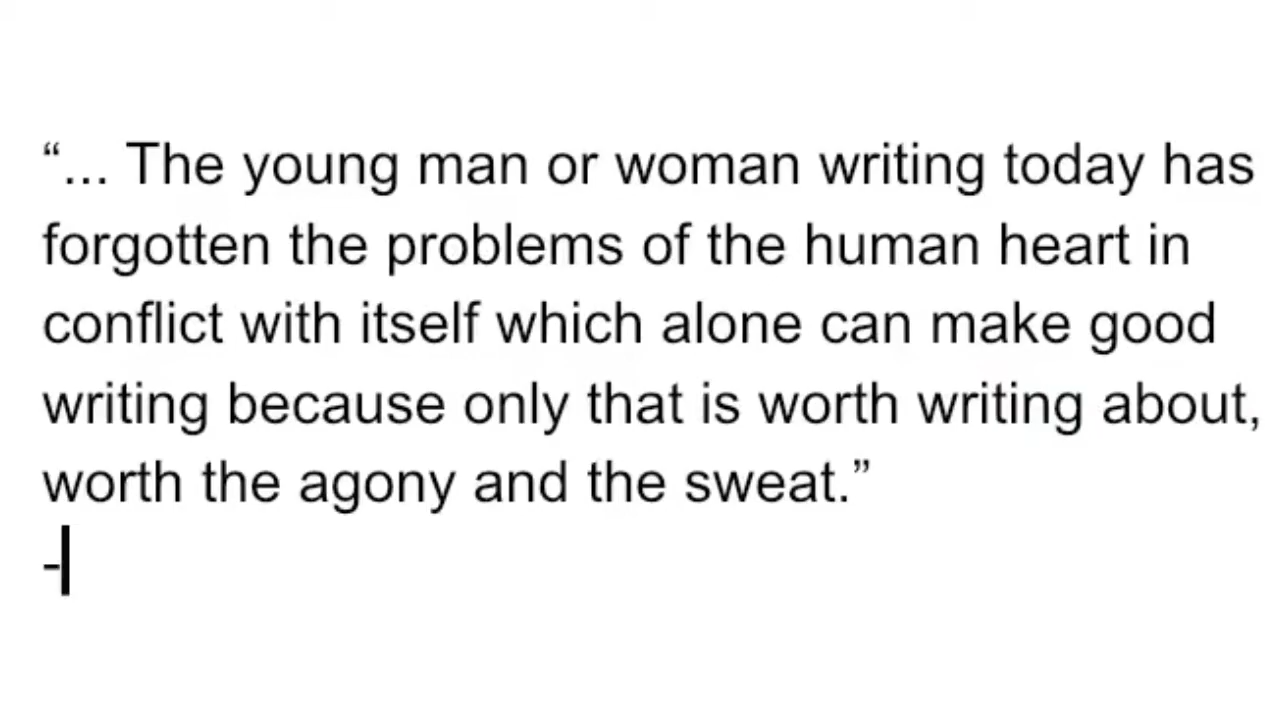 “... The young man or woman writing today has
forgotten the problems of the human heart in
conflict with itself which alone can make good
writing because only that is worth writing about,
worth the agony and the sweat.”
-